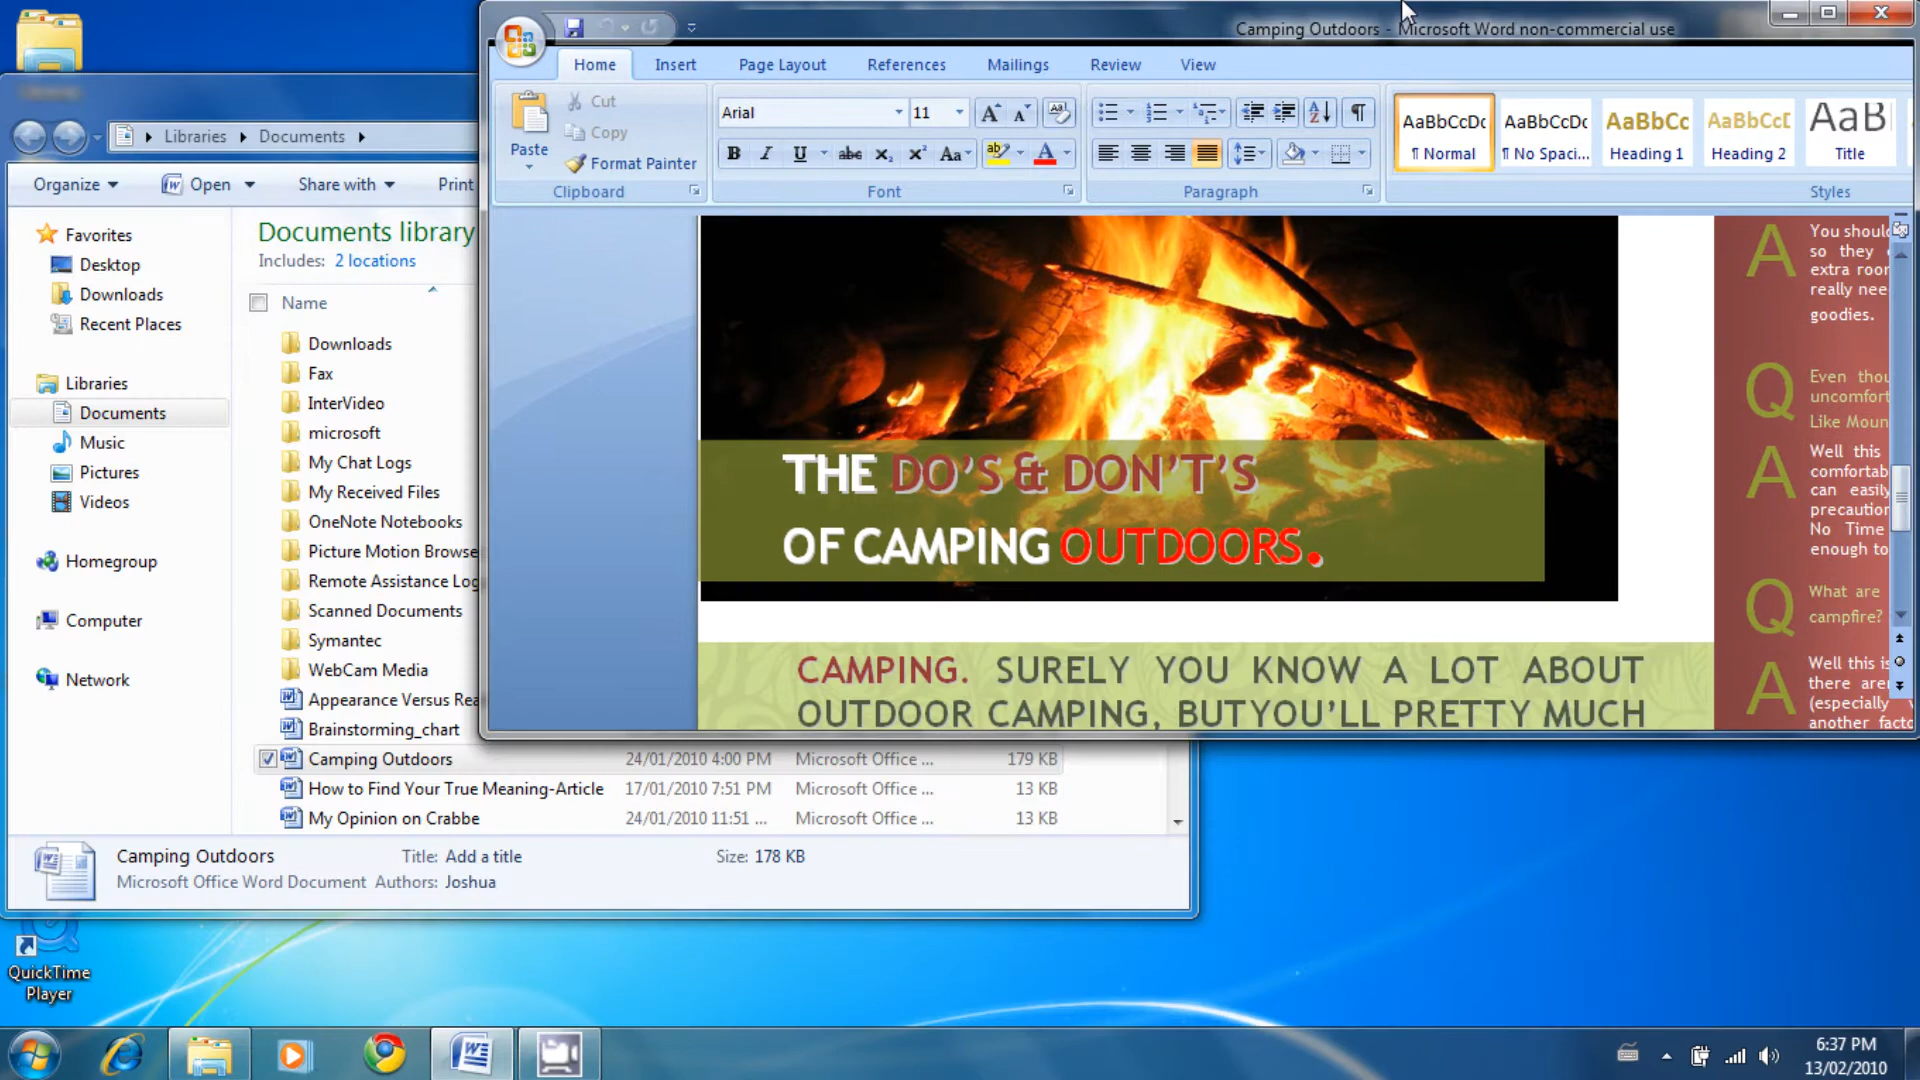 Camping Outdoors - Microsoft Word non-commercial use
Home Insert Page Layout References Mailings Review View
Paste
Cut
Copy
Format Painter
Clipboard
Arial 11
Font
Paragraph
AaBbCcDc AaBbCcDc AaBbCc AaBbCcI AaB
¶ Normal ¶ No Spaci... Heading 1 Heading 2 Title
Styles
Libraries Documents
Organize Open Share with Print
Favorites
Desktop
Downloads
Recent Places
Libraries
Documents
Music
Pictures
Videos
Homegroup
Computer
Network
Documents library
Includes: 2 locations
Name
Downloads
Fax
InterVideo
microsoft
My Chat Logs
My Received Files
OneNote Notebooks
Picture Motion Browse
Remote Assistance Log
Scanned Documents
Symantec
WebCam Media
Appearance Versus Rea
Brainstorming_chart
Camping Outdoors 24/01/2010 4:00 PM Microsoft Office ... 179 KB
How to Find Your True Meaning-Article 17/01/2010 7:51 PM Microsoft Office ... 13 KB
My Opinion on Crabbe 24/01/2010 11:51 ... Microsoft Office ... 13 KB
Camping Outdoors Title: Add a title Size: 178 KB
Microsoft Office Word Document Authors: Joshua
THE DO'S & DON'T'S
OF CAMPING OUTDOORS.
CAMPING. SURELY YOU KNOW A LOT ABOUT
OUTDOOR CAMPING, BUT YOU'LL PRETTY MUCH
A You should
so they
extra roor
really nee
goodies.
Q Even thou
uncomfort
Like Moun
A Well this
comfortab
can easily
precaution
No Time
enough to
Q What are
campfire?
A Well this is
there aren
(especially
another facto
QuickTime
Player
6:37 PM
13/02/2010